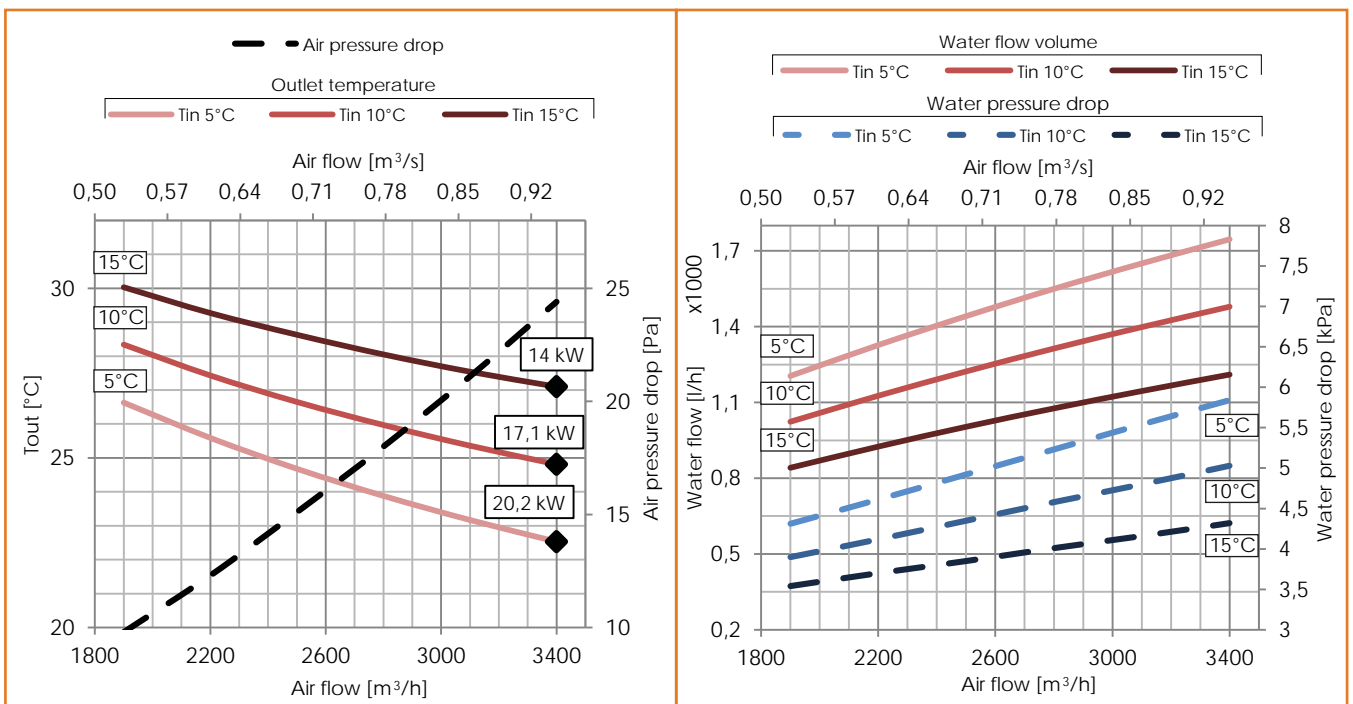 Air pressure drop
Outlet temperature
Tin 5°C Tin 10°C Tin 15°C
Air flow [m³/s]
0,50 0,57 0,64 0,71 0,78 0,85 0,92
15°C
10°C
5°C
30
25
20
Tout [°C]
14 kW
17,1 kW
20,2 kW
25
20
15
10
Air pressure drop [Pa]
1800 2200 2600 3000 3400
Air flow [m³/h]
Water flow volume
Tin 5°C Tin 10°C Tin 15°C
Water pressure drop
Tin 5°C Tin 10°C Tin 15°C
Air flow [m³/s]
0,50 0,57 0,64 0,71 0,78 0,85 0,92
1,7
1,4
1,1
0,8
0,5
0,2
Water flow [l/h] x1000
5°C
10°C
15°C
5°C
10°C
15°C
8
7,5
7
6,5
6
5,5
5
4,5
4
3,5
3
Water pressure drop [kPa]
1800 2200 2600 3000 3400
Air flow [m³/h]